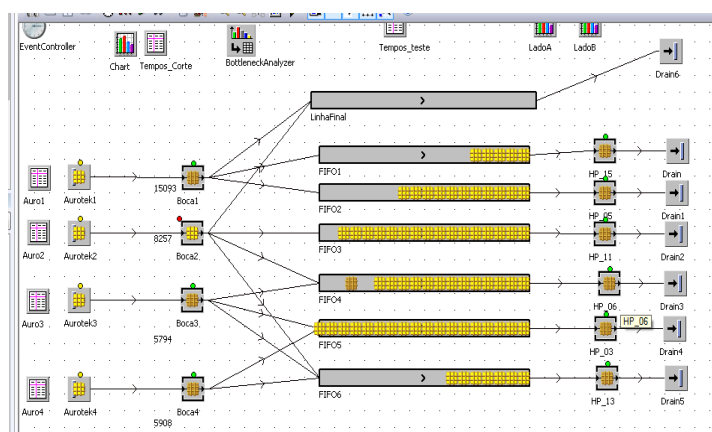 EventController
Chart
Tempos_Corte
BottleneckAnalyzer
Tempos_teste
LadoA
LadoB
Drain6
LinhaFinal
Auro1
Aurotek1
15093
Boca1
FIFO1
HP_15
Drain
FIFO2
HP_05
Drain1
Auro2
Aurotek2
8257
Boca2
FIFO3
HP_11
Drain2
FIFO4
HP_06
Drain3
HP_06
Auro3
Aurotek3
Boca3
5794
FIFO5
HP_03
Drain4
Auro4
Aurotek4
Boca4
5908
FIFO6
HP_13
Drain5